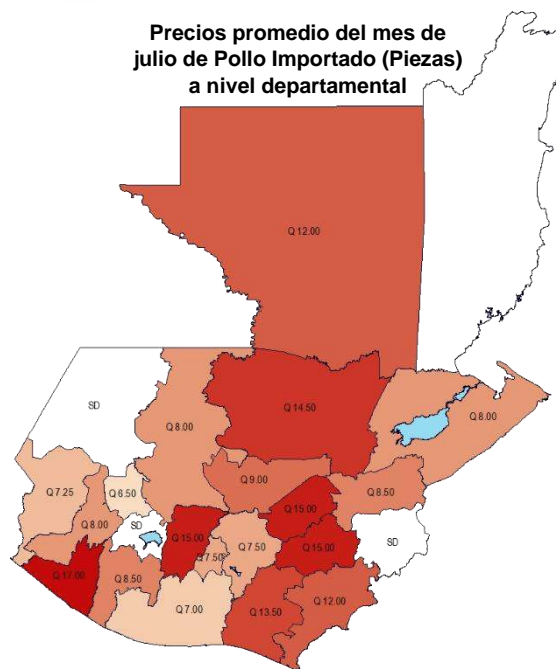 Precios promedio del mes de
julio de Pollo Importado (Piezas)
a nivel departamental
Q 12.00
SD
Q 8.00
Q 14.50
Q 8.00
Q 7.25
Q 6.50
Q 9.00
Q 8.50
Q 8.00
SD
Q 15.00
Q 15.00
Q 7.50
Q 7.50
Q 15.00
SD
Q 17.00
Q 8.50
Q 7.00
Q 13.50
Q 12.00